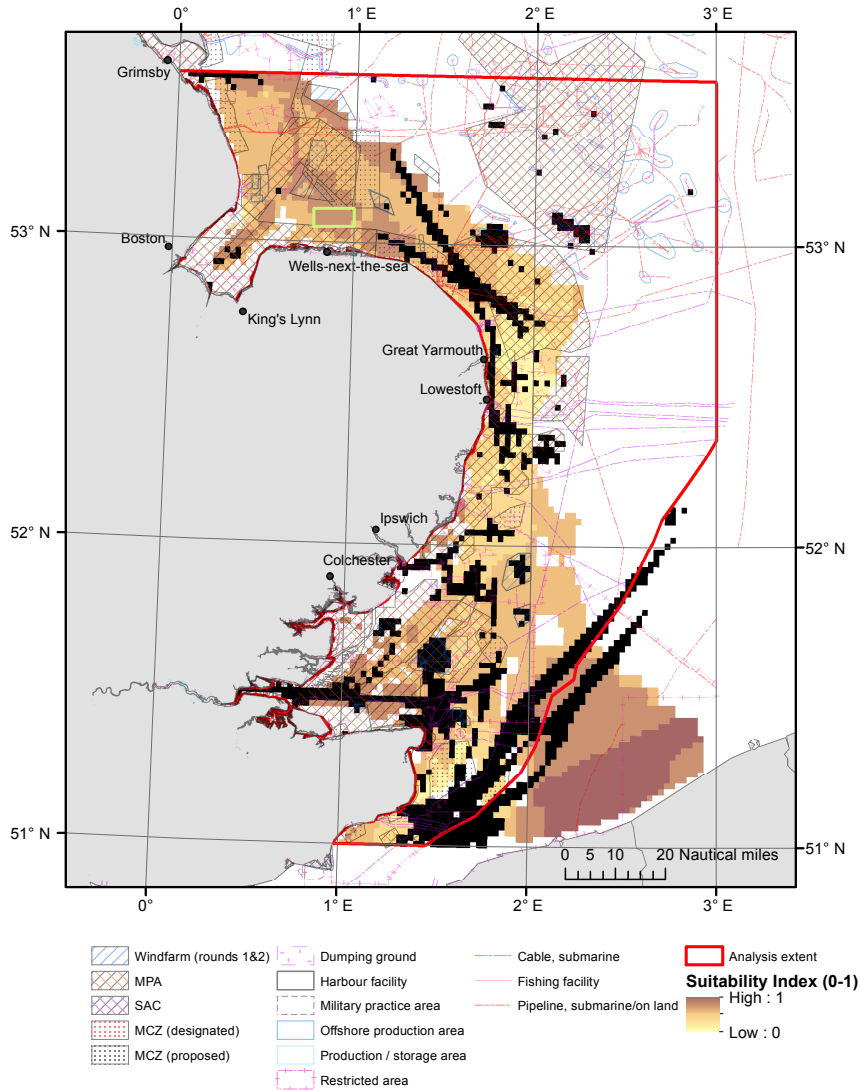 0° 1° E 2° E 3° E
Grimsby
53° N
53° N
Boston
Wells-next-the-sea
King's Lynn
Great Yarmouth
Lowestoft
Ipswich
52° N
52° N
Colchester
51° N
51° N
0 5 10 20 Nautical miles
0° 1° E 2° E 3° E
Windfarm (rounds 1&2)
MPA
SAC
MCZ (designated)
MCZ (proposed)
Dumping ground
Harbour facility
Military practice area
Offshore production area
Production / storage area
Restricted area
Cable, submarine
Fishing facility
Pipeline, submarine/on land
Analysis extent
Suitability Index (0-1)
High : 1
Low : 0